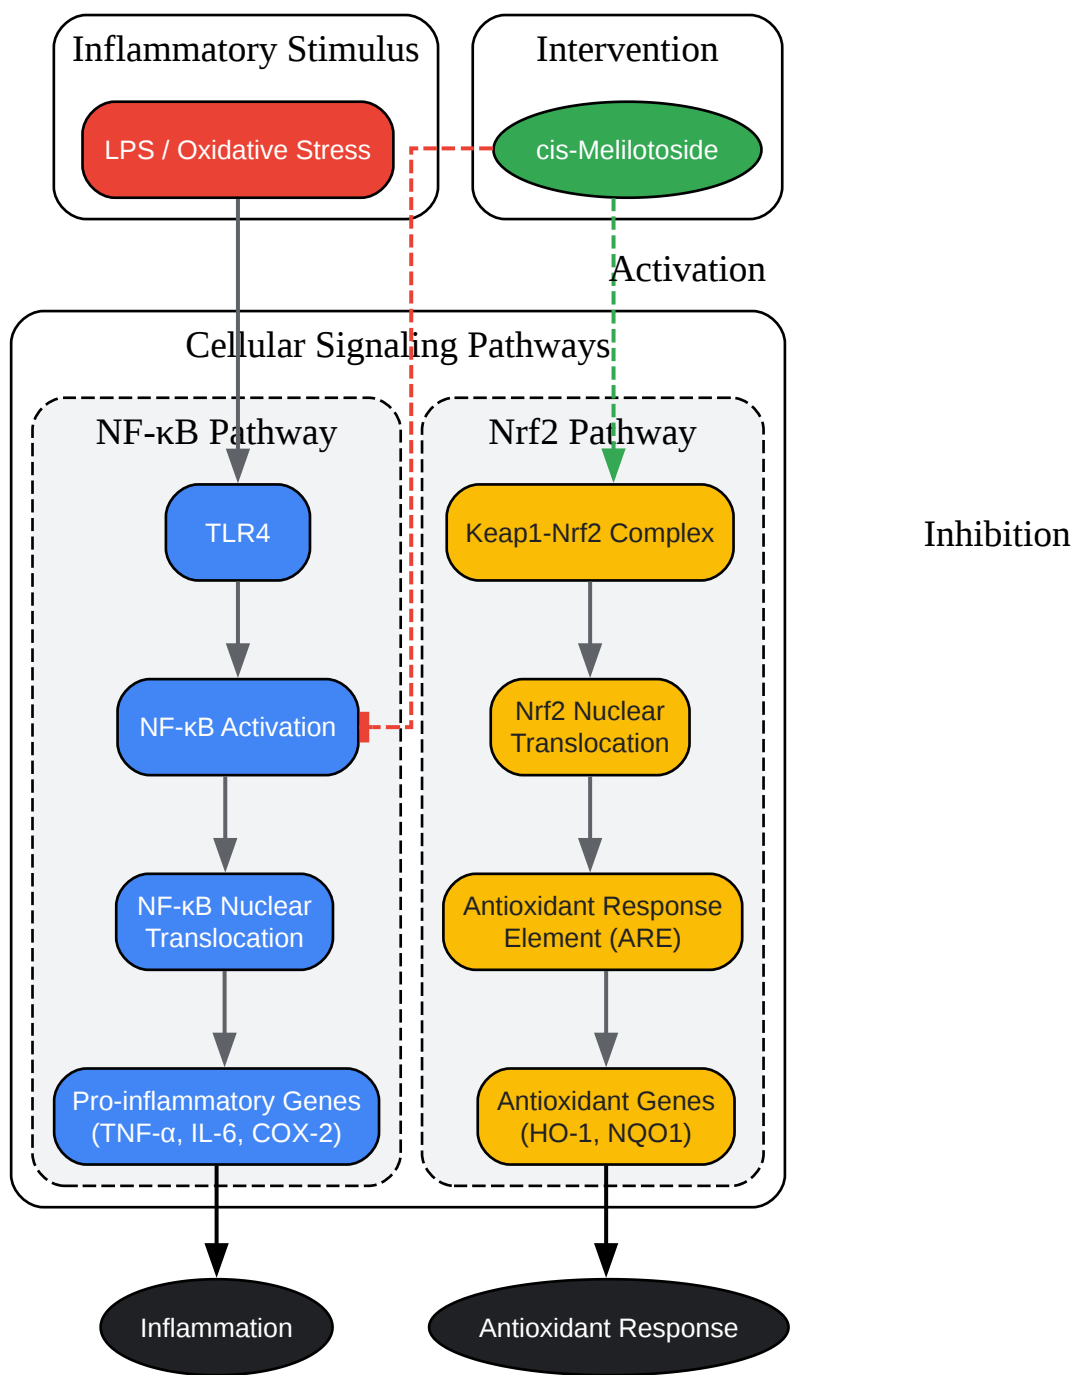 Inflammatory Stimulus
Intervention
LPS / Oxidative Stress
cis-Melilotoside
Activation
Cellular Signaling Pathways
NF-κB Pathway
Nrf2 Pathway
TLR4
Keap1-Nrf2 Complex
Inhibition
NF-κB Activation
Nrf2 Nuclear
Translocation
NF-κB Nuclear
Translocation
Antioxidant Response
Element (ARE)
Pro-inflammatory Genes
(TNF-α, IL-6, COX-2)
Antioxidant Genes
(HO-1, NQO1)
Inflammation
Antioxidant Response